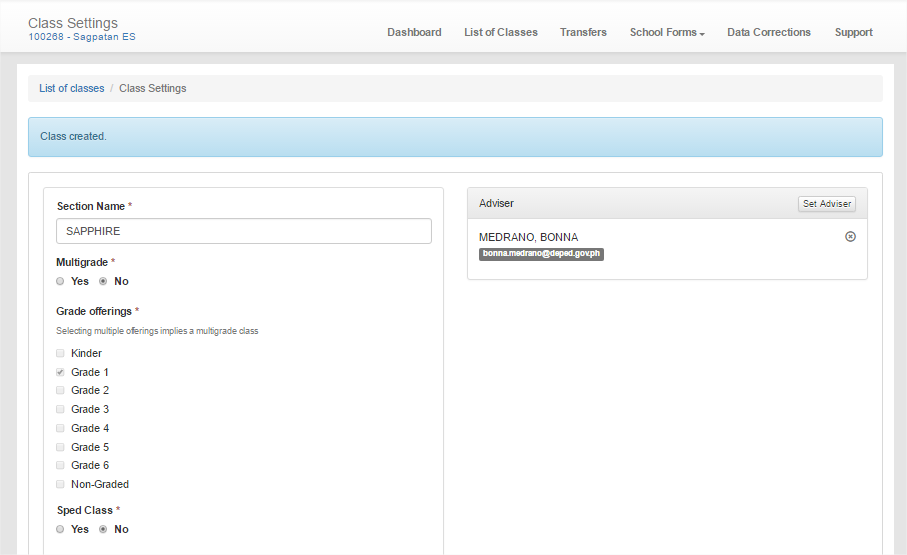 Class Settings
100268 - Sagpatan ES
Dashboard List of Classes Transfers School Forms Data Corrections Support
List of classes / Class Settings
Class created.
Section Name *
SAPPHIRE
Multigrade *
Yes No
Grade offerings *
Selecting multiple offerings implies a multigrade class
Kinder
Grade 1
Grade 2
Grade 3
Grade 4
Grade 5
Grade 6
Non-Graded
Sped Class *
Yes No
Adviser Set Adviser
MEDRANO, BONNA
bonna.medrano@deped.gov.ph